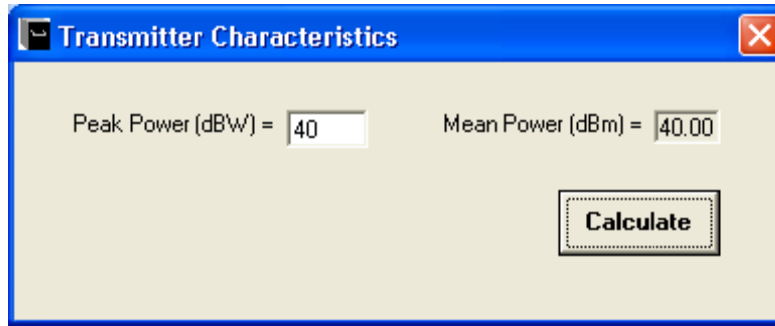 Transmitter Characteristics
Peak Power (dBW) = 40 Mean Power (dBm) = 40.00
Calculate